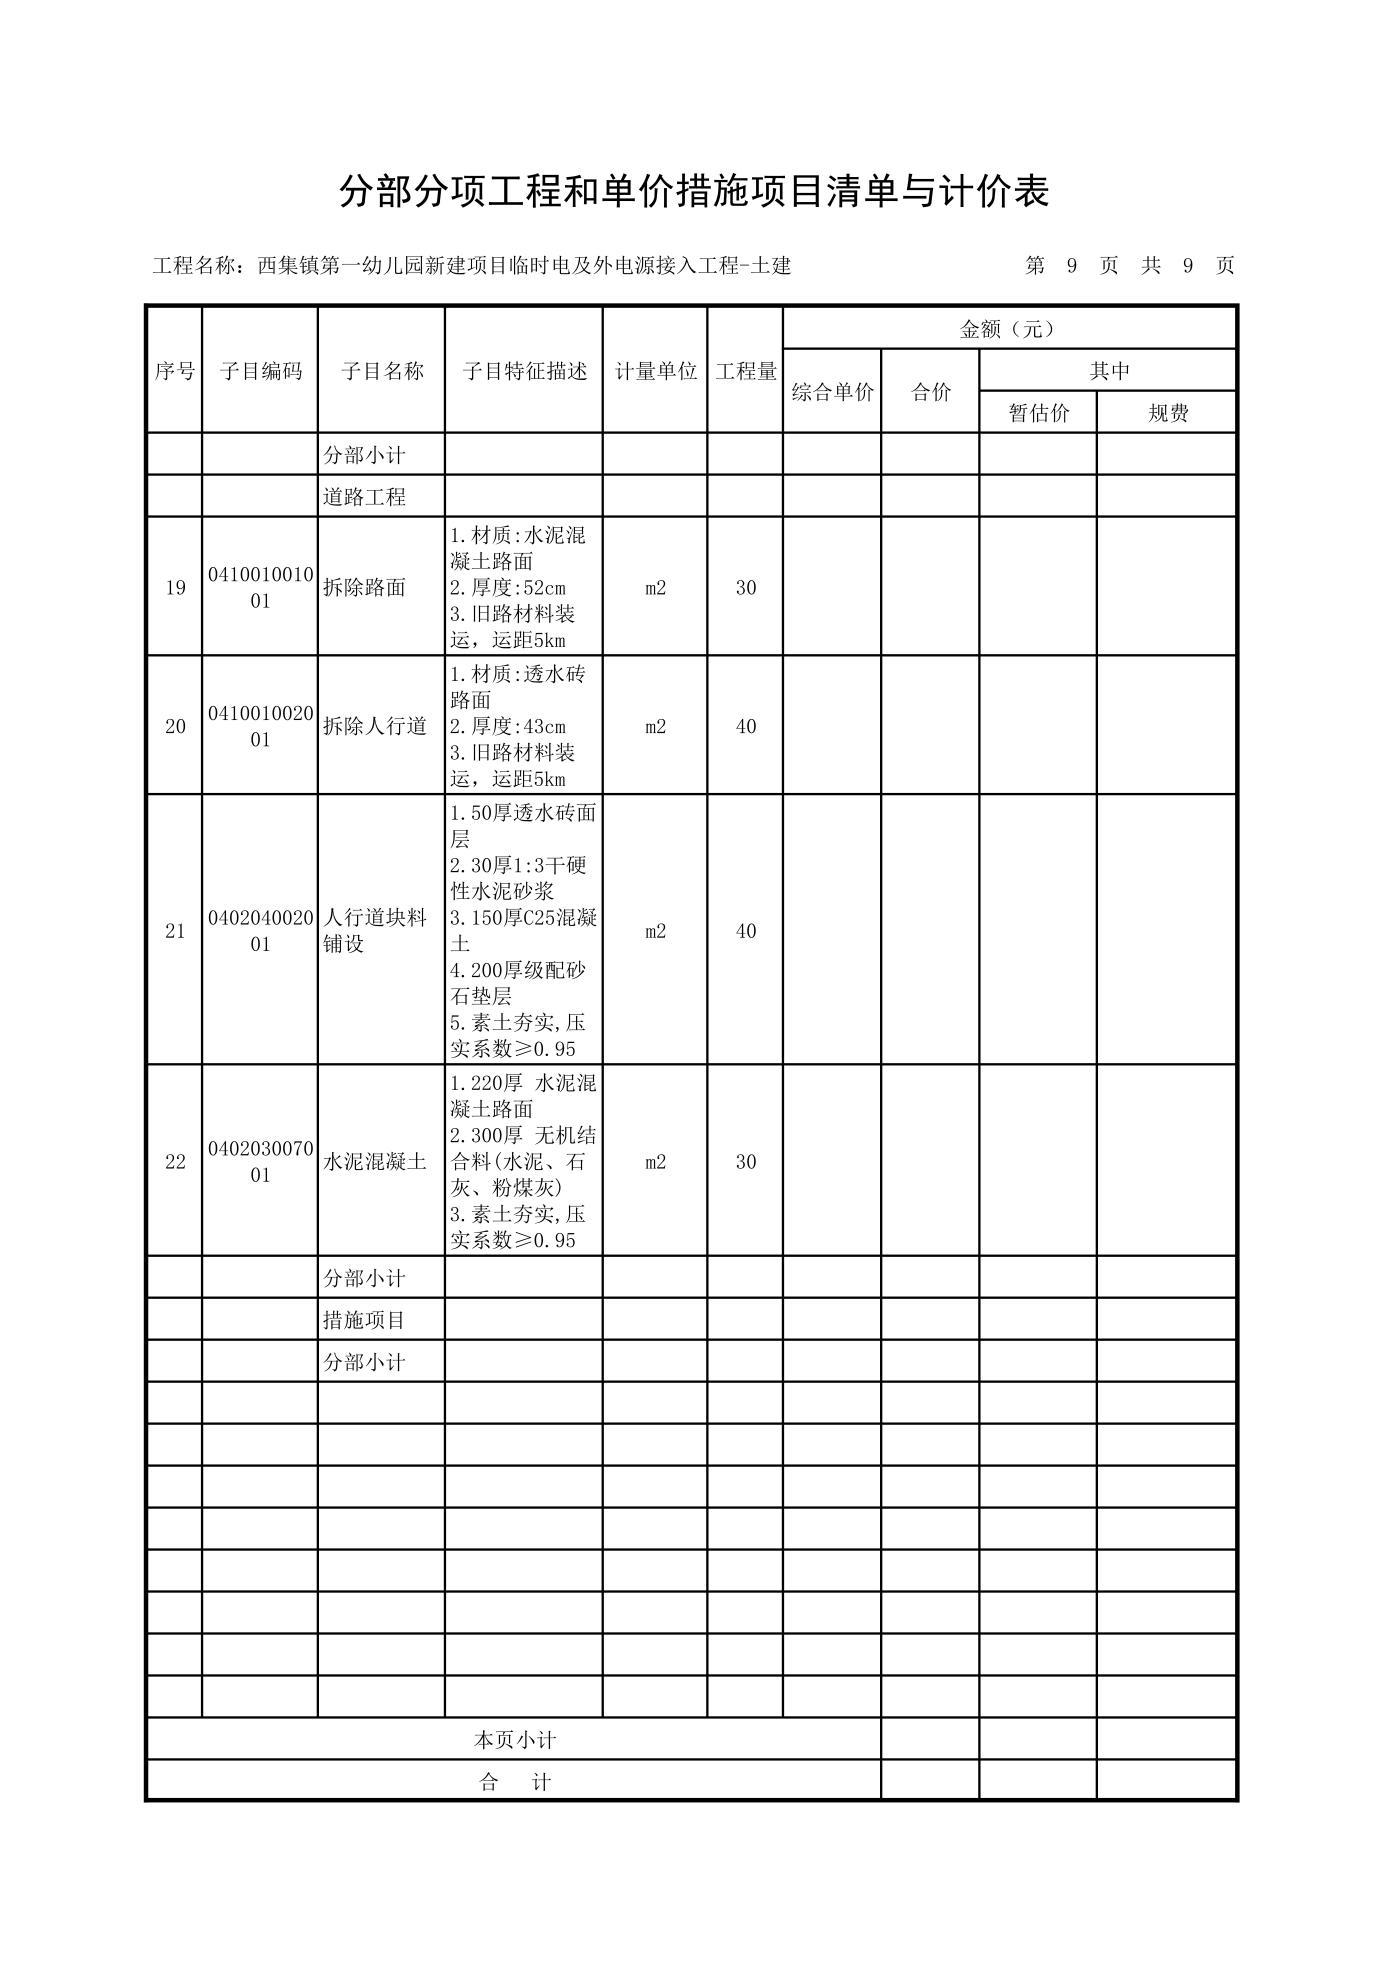 分部分项工程和单价措施项目清单与计价表
工程名称：西集镇第一幼儿园新建项目临时电及外电源接入工程-土建
第 9 页 共 9 页
序号
子目编码
子目名称
子目特征描述
计量单位
工程量
金额（元）
综合单价
合价
其中
暂估价
规费
分部小计
道路工程
19
0410010010
01
拆除路面
1.材质:水泥混
凝土路面
2.厚度:52cm
3.旧路材料装
运，运距5km
m2
30
20
0410010020
01
拆除人行道
1.材质:透水砖
路面
2.厚度:43cm
3.旧路材料装
运，运距5km
m2
40
21
0402040020
01
人行道块料
铺设
1.50厚透水砖面
层
2.30厚1:3干硬
性水泥砂浆
3.150厚C25混凝
土
4.200厚级配砂
石垫层
5.素土夯实,压
实系数≥0.95
m2
40
22
0402030070
01
水泥混凝土
1.220厚 水泥混
凝土路面
2.300厚 无机结
合料(水泥、石
灰、粉煤灰)
3.素土夯实,压
实系数≥0.95
m2
30
分部小计
措施项目
分部小计
本页小计
合 计